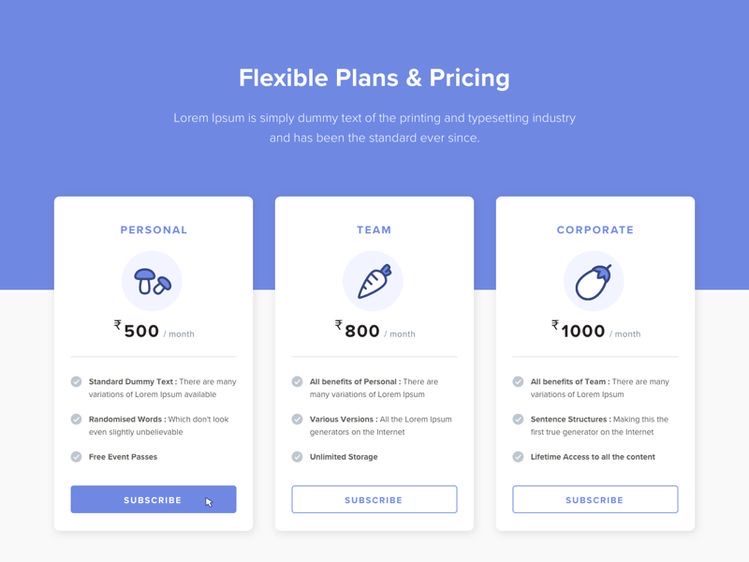 Flexible Plans & Pricing
Lorem Ipsum is simply dummy text of the printing and typesetting industry
and has been the standard ever since.
PERSONAL
₹500 / month
Standard Dummy Text : There are many
variations of Lorem Ipsum available
Randomised Words : Which don't look
even slightly unbelievable
Free Event Passes
SUBSCRIBE
TEAM
₹800 / month
All benefits of Personal : There are
many variations of Lorem Ipsum
Various Versions : All the Lorem Ipsum
generators on the Internet
Unlimited Storage
SUBSCRIBE
CORPORATE
₹1000 / month
All benefits of Team : There are many
variations of Lorem Ipsum
Sentence Structures : Making this the
first true generator on the Internet
Lifetime Access to all the content
SUBSCRIBE